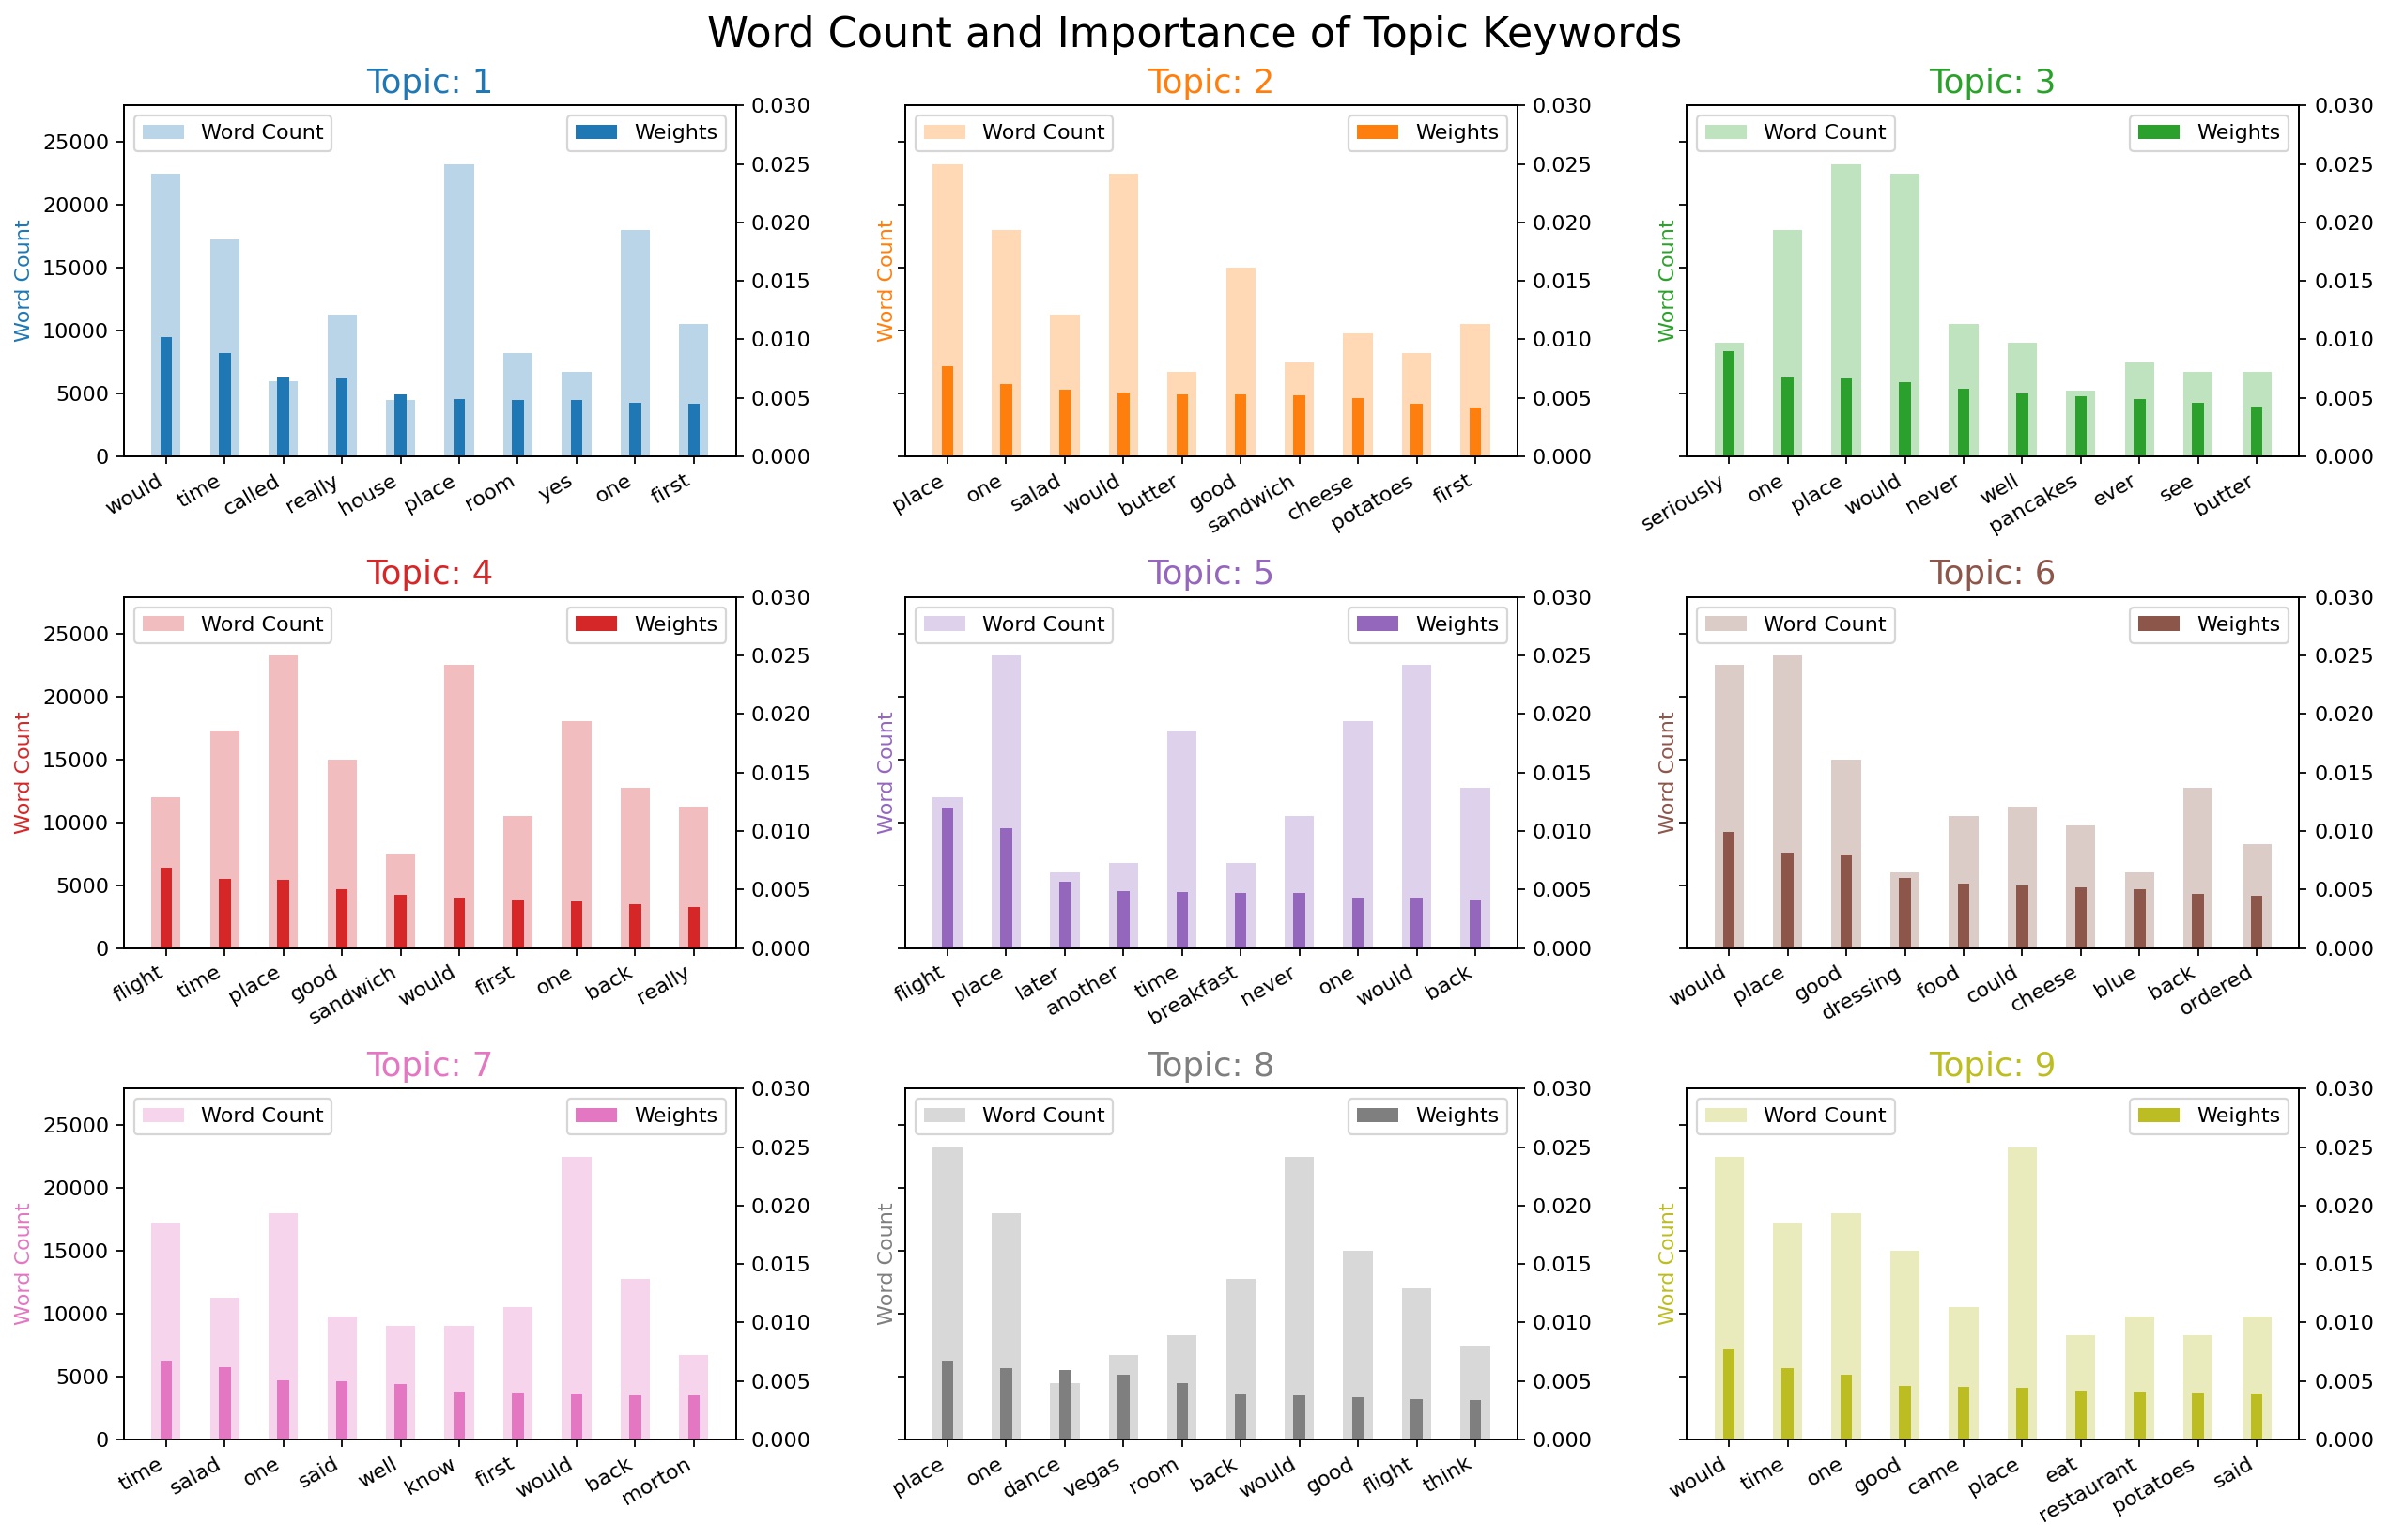 Word Count and Importance of Topic Keywords
Topic: 1
Word Count
Weights
Word Count
25000
20000
15000
10000
5000
0
0.030
0.025
0.020
0.015
0.010
0.005
0.000
would time called really house place room yes one first
Topic: 2
Word Count
Weights
Word Count
0.030
0.025
0.020
0.015
0.010
0.005
0.000
place one salad would butter good sandwich cheese potatoes first
Topic: 3
Word Count
Weights
Word Count
0.030
0.025
0.020
0.015
0.010
0.005
0.000
seriously one place would never well pancakes ever see butter
Topic: 4
Word Count
Weights
Word Count
25000
20000
15000
10000
5000
0
0.030
0.025
0.020
0.015
0.010
0.005
0.000
flight time place good sandwich would first one back really
Topic: 5
Word Count
Weights
Word Count
0.030
0.025
0.020
0.015
0.010
0.005
0.000
flight place later another time breakfast never one would back
Topic: 6
Word Count
Weights
Word Count
0.030
0.025
0.020
0.015
0.010
0.005
0.000
would place good dressing food could cheese blue back ordered
Topic: 7
Word Count
Weights
Word Count
25000
20000
15000
10000
5000
0
0.030
0.025
0.020
0.015
0.010
0.005
0.000
time salad one said well know first would back morton
Topic: 8
Word Count
Weights
Word Count
0.030
0.025
0.020
0.015
0.010
0.005
0.000
place one dance vegas room back would good flight think
Topic: 9
Word Count
Weights
Word Count
0.030
0.025
0.020
0.015
0.010
0.005
0.000
would time one good came place eat restaurant potatoes said